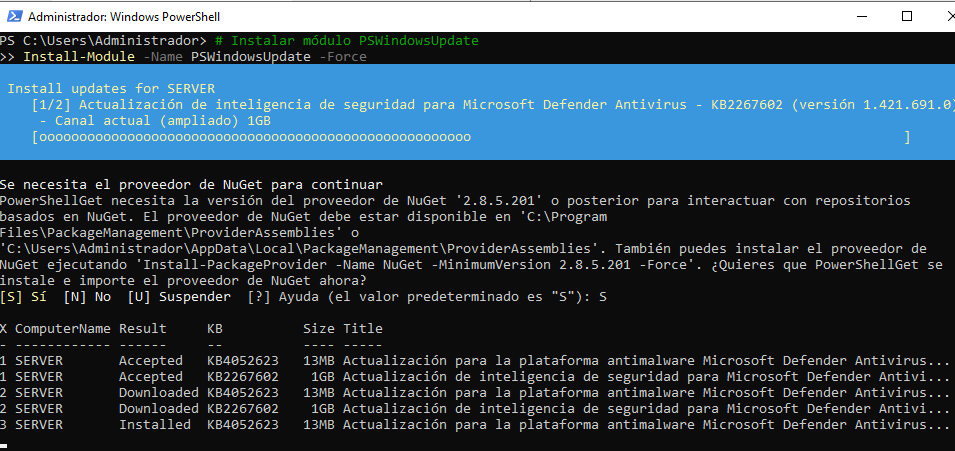 Administrador: Windows PowerShell
PS C:\Users\Administrador> # Instalar módulo PSWindowsUpdate
>> Install-Module -Name PSWindowsUpdate -Force
Install updates for SERVER
[1/2] Actualización de inteligencia de seguridad para Microsoft Defender Antivirus - KB2267602 (versión 1.421.691.0)
- Canal actual (ampliado) 1GB
[oooooooooooooooooooooooooooooooooooooooooooooooooooooo ]
Se necesita el proveedor de NuGet para continuar
PowerShellGet necesita la versión del proveedor de NuGet '2.8.5.201' o posterior para interactuar con repositorios
basados en NuGet. El proveedor de NuGet debe estar disponible en 'C:\Program
Files\PackageManagement\ProviderAssemblies' o
'C:\Users\Administrador\AppData\Local\PackageManagement\ProviderAssemblies'. También puedes instalar el proveedor de
NuGet ejecutando 'Install-PackageProvider -Name NuGet -MinimumVersion 2.8.5.201 -Force'. ¿Quieres que PowerShellGet se
instale e importe el proveedor de NuGet ahora?
[S] Sí  [N] No  [U] Suspender  [?] Ayuda (el valor predeterminado es "S"): S
X ComputerName Result     KB          Size Title
- ------------ ------     --          ---- -----
1 SERVER       Accepted   KB4052623   13MB Actualización para la plataforma antimalware Microsoft Defender Antivirus...
1 SERVER       Accepted   KB2267602    1GB Actualización de inteligencia de seguridad para Microsoft Defender Antivi...
2 SERVER       Downloaded KB4052623   13MB Actualización para la plataforma antimalware Microsoft Defender Antivirus...
2 SERVER       Downloaded KB2267602    1GB Actualización de inteligencia de seguridad para Microsoft Defender Antivi...
3 SERVER       Installed  KB4052623   13MB Actualización para la plataforma antimalware Microsoft Defender Antivirus...